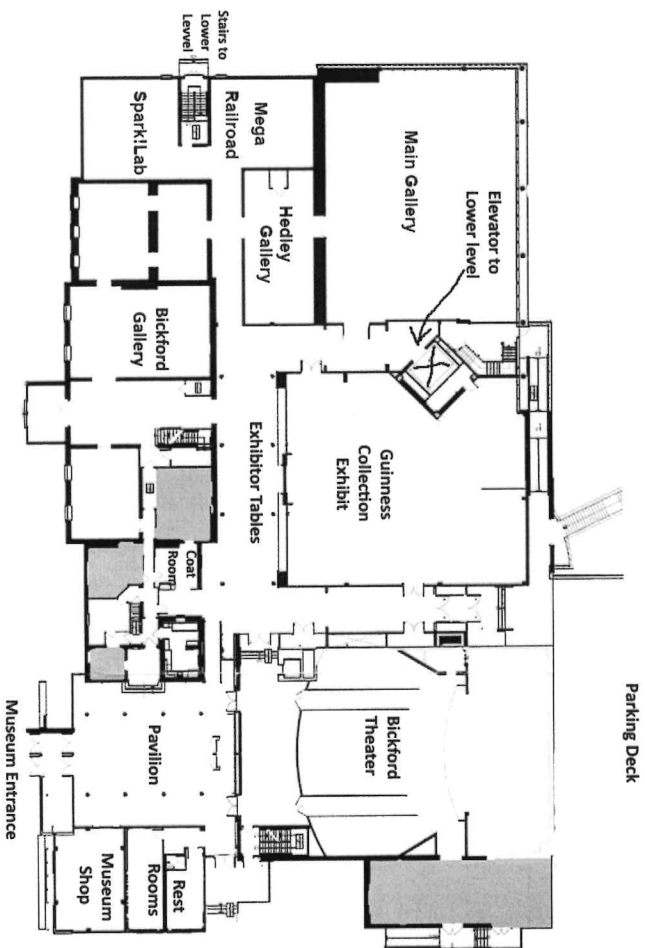 Parking Deck
Elevator to
Lower level
Main Gallery
Guinness
Collection
Exhibit
Bickford
Theater
Hedley
Gallery
Mega
Railroad
Exhibitor Tables
Stairs to
Lower
Levvel
Spark!Lab
Bickford
Gallery
Coat
Room
Pavilion
Rest
Rooms
Museum
Shop
Museum Entrance